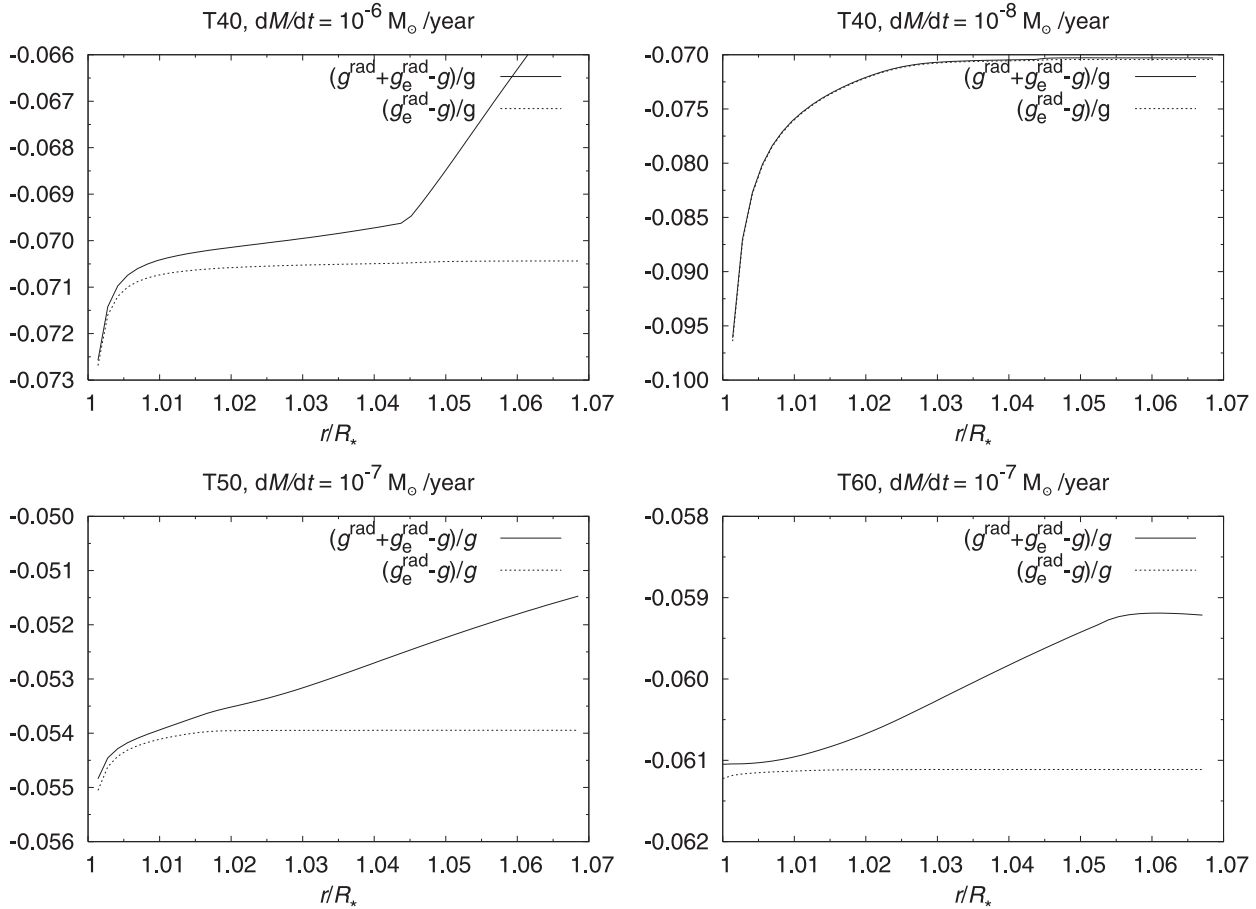 T40, dM/dt = 10^-6 M☉ /year
-0.066
-0.067
-0.068
-0.069
-0.070
-0.071
-0.072
-0.073
(g^rad+g_e^rad-g)/g
(g_e^rad-g)/g
1 1.01 1.02 1.03 1.04 1.05 1.06 1.07
r/R_*
T40, dM/dt = 10^-8 M☉ /year
-0.070
-0.075
-0.080
-0.085
-0.090
-0.095
-0.100
(g^rad+g_e^rad-g)/g
(g_e^rad-g)/g
1 1.01 1.02 1.03 1.04 1.05 1.06 1.07
r/R_*
T50, dM/dt = 10^-7 M☉ /year
-0.050
-0.051
-0.052
-0.053
-0.054
-0.055
-0.056
(g^rad+g_e^rad-g)/g
(g_e^rad-g)/g
1 1.01 1.02 1.03 1.04 1.05 1.06 1.07
r/R_*
T60, dM/dt = 10^-7 M☉ /year
-0.058
-0.059
-0.060
-0.061
-0.062
(g^rad+g_e^rad-g)/g
(g_e^rad-g)/g
1 1.01 1.02 1.03 1.04 1.05 1.06 1.07
r/R_*